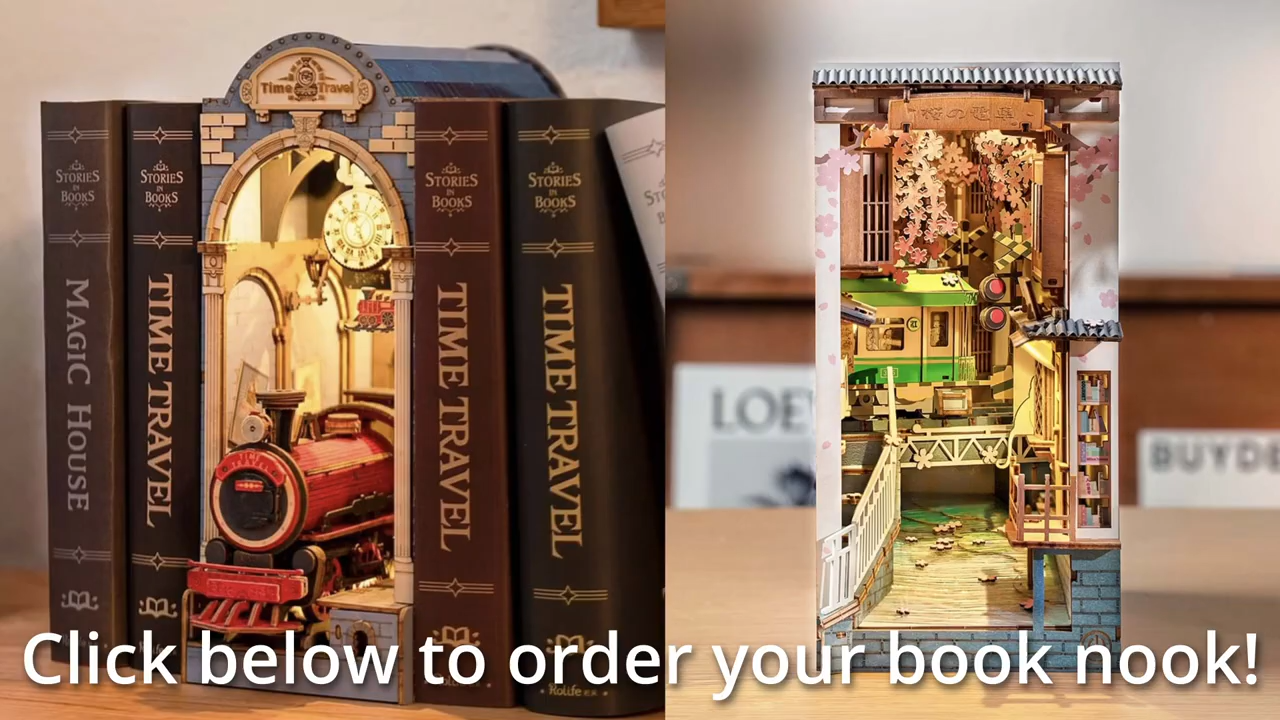 Time Travel
STORIES
IN
BOOKS
MAGIC HOUSE
STORIES
IN
BOOKS
TIME TRAVEL
STORIES
IN
BOOKS
TIME TRAVEL
STORIES
IN
BOOKS
TIME TRAVEL
Rolife
LOEW
BUYDE
Click below to order your book nook!